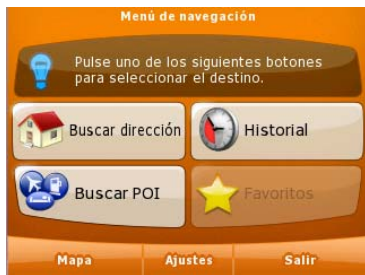 Menú de navegación
Pulse uno de los siguientes botones
para seleccionar el destino.
Buscar dirección
Historial
Buscar POI
Favoritos
Mapa
Ajustes
Salir